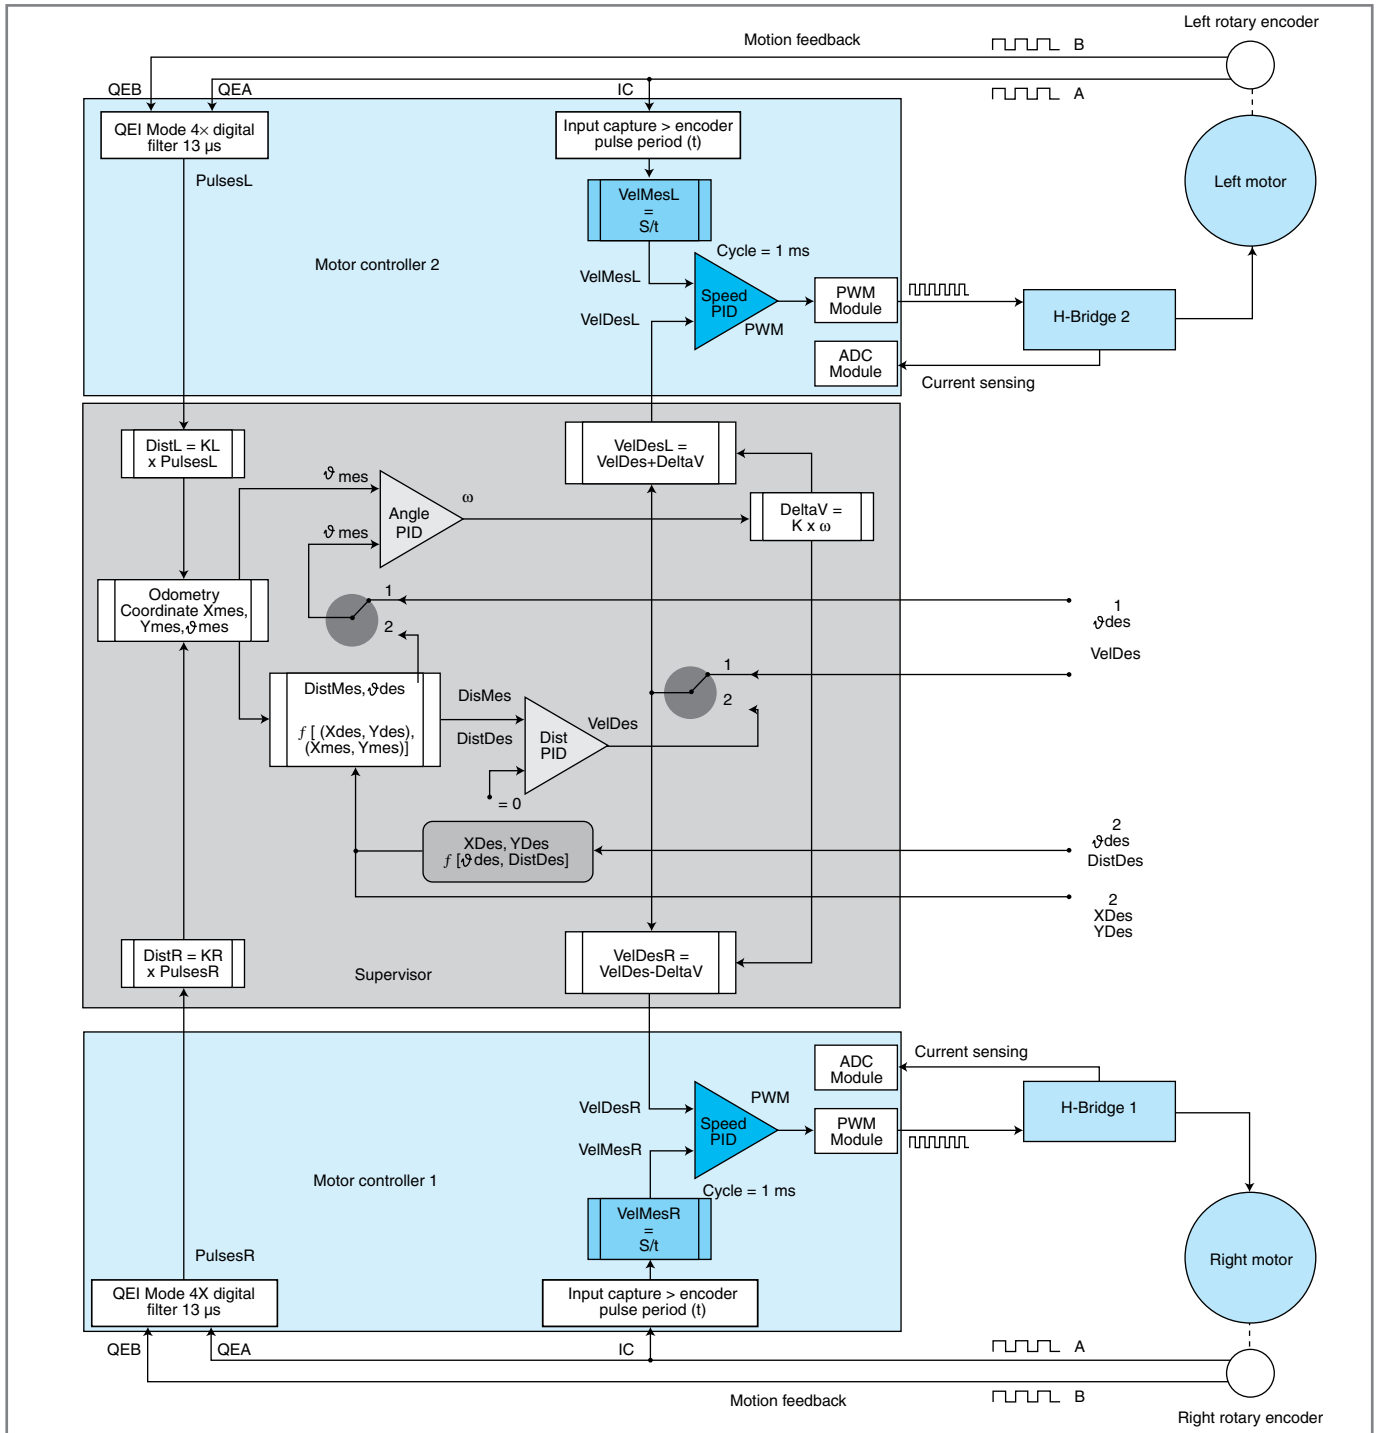 Left rotary encoder
Motion feedback
B
A
QEB
QEA
IC
QEI Mode 4× digital
filter 13 µs
Input capture > encoder
pulse period (t)
PulsesL
VelMesL
=
S/t
Left motor
Motor controller 2
Cycle = 1 ms
VelMesL
VelDesL
Speed
PID
PWM
PWM
Module
H-Bridge 2
ADC
Module
Current sensing
DistL = KL
x PulsesL
VelDesL =
VelDes+DeltaV
ϑ mes
ω
Angle
PID
ϑ mes
DeltaV =
K x ω
Odometry
Coordinate Xmes,
Ymes,ϑmes
1
2
1
ϑdes
VelDes
DistMes,ϑdes
f [ (Xdes, Ydes),
(Xmes, Ymes)]
DisMes
DistDes
Dist
PID
VelDes
1
2
= 0
XDes, YDes
f [ϑdes, DistDes]
2
ϑdes
DistDes
2
XDes
YDes
DistR = KR
x PulsesR
Supervisor
VelDesR =
VelDes-DeltaV
ADC
Module
Current sensing
VelDesR
VelMesR
Speed
PID
PWM
PWM
Module
H-Bridge 1
Motor controller 1
Cycle = 1 ms
VelMesR
=
S/t
Right motor
PulsesR
QEI Mode 4X digital
filter 13 µs
Input capture > encoder
pulse period (t)
QEB
QEA
IC
A
B
Motion feedback
Right rotary encoder